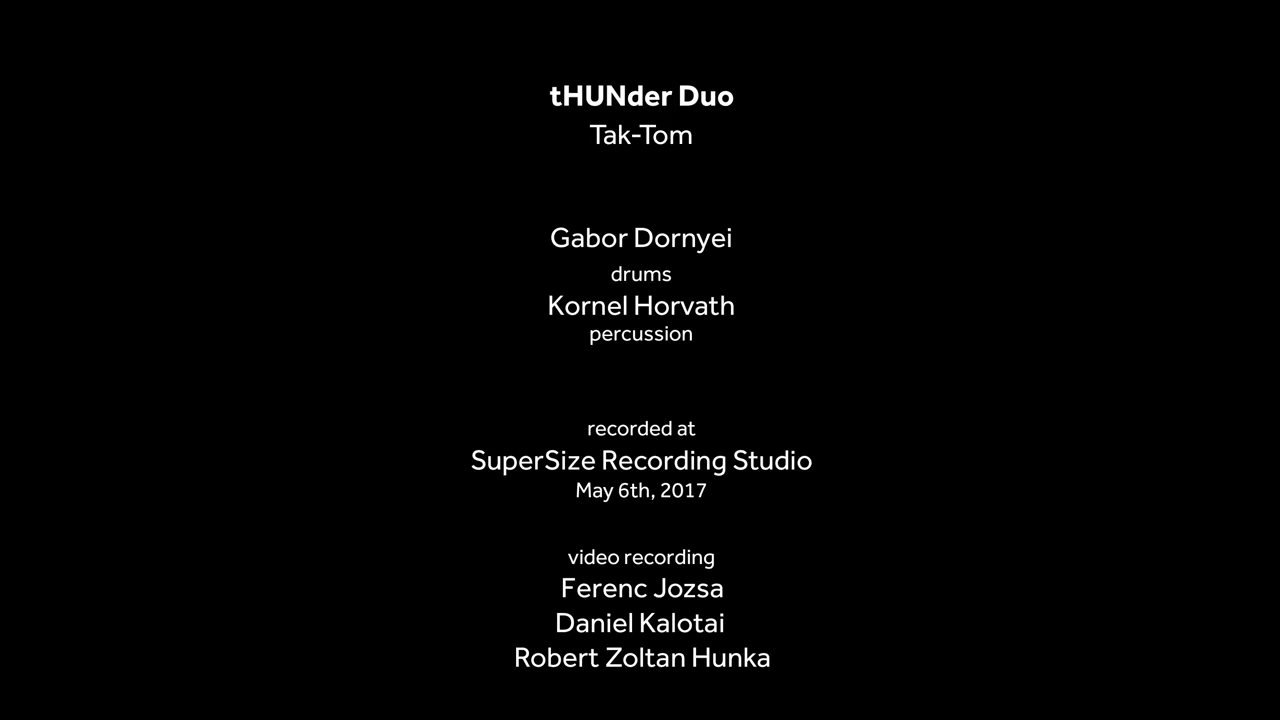 tHUNder Duo
Tak-Tom
Gabor Dornyei
drums
Kornel Horvath
percussion
recorded at
SuperSize Recording Studio
May 6th, 2017
video recording
Ferenc Jozsa
Daniel Kalotai
Robert Zoltan Hunka